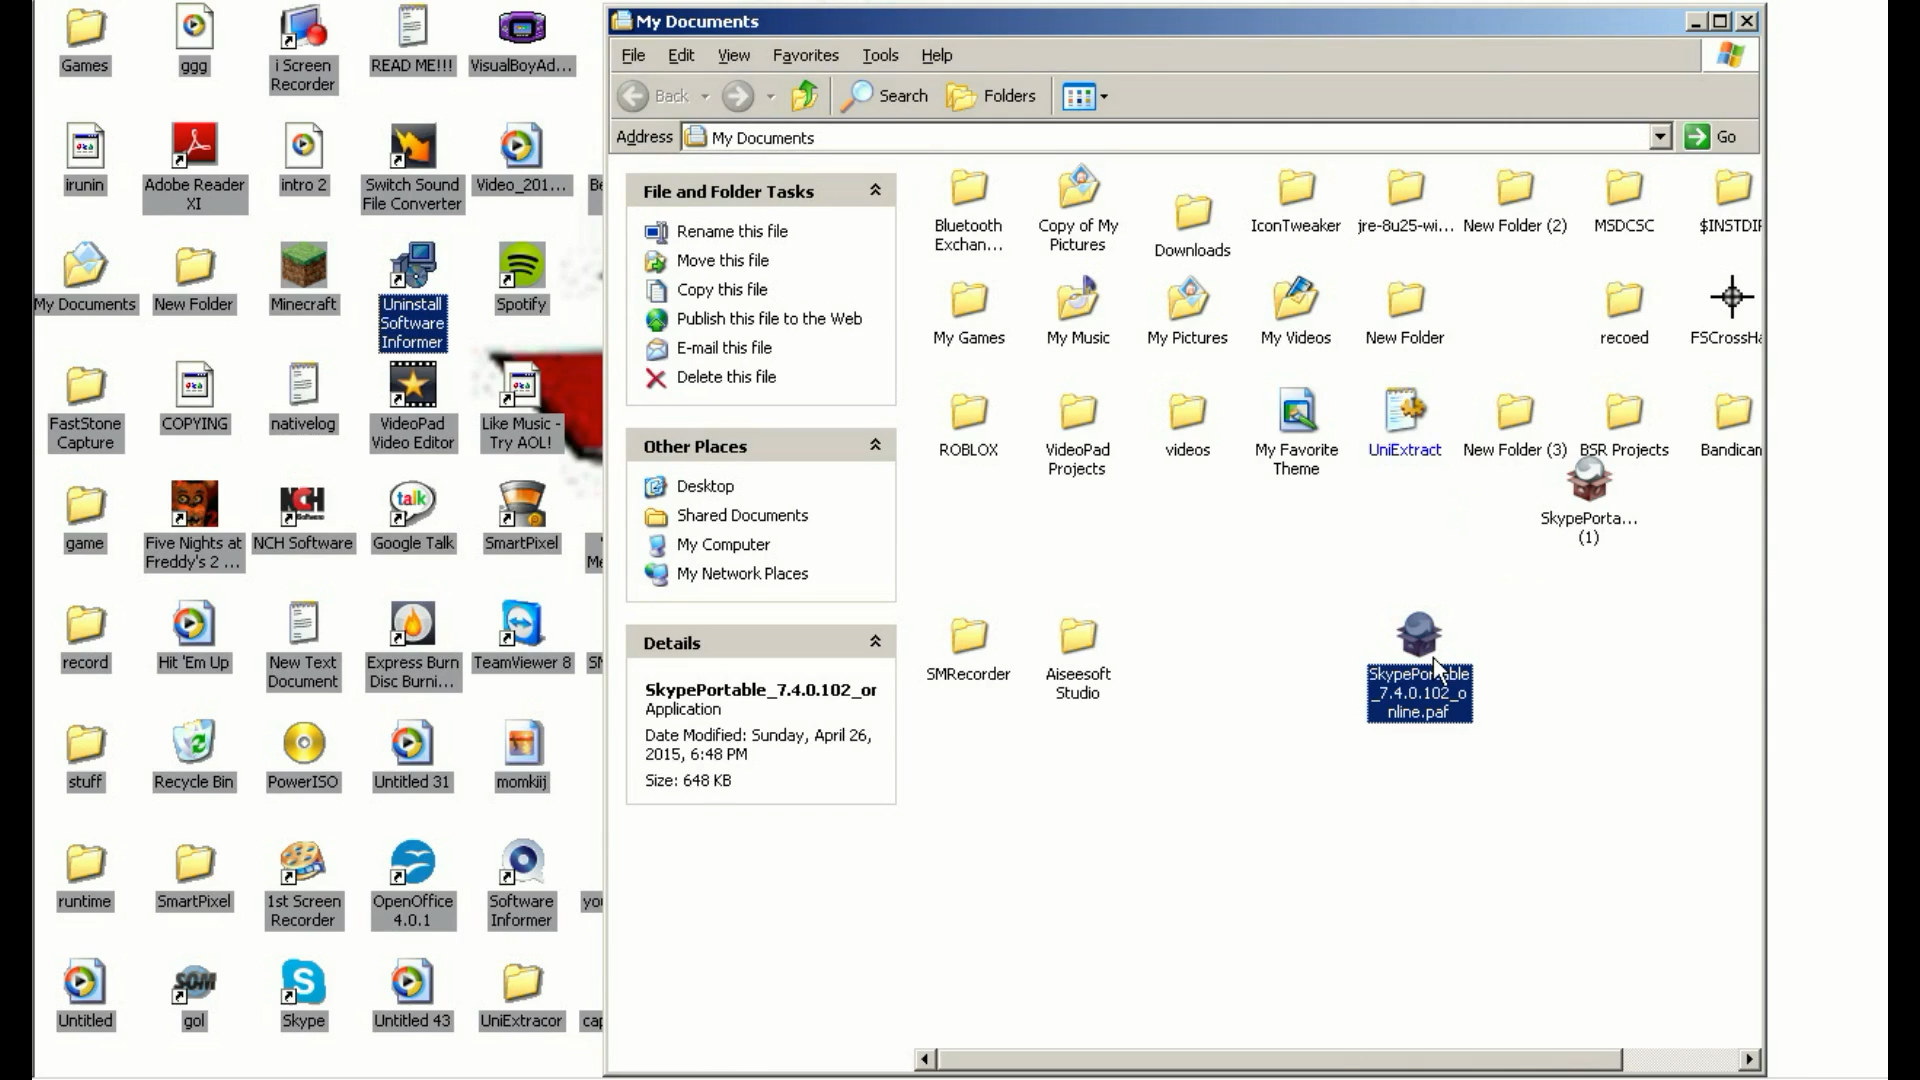 Games
ggg
i Screen
Recorder
READ ME!!!
VisualBoyAd...
irunin
Adobe Reader
XI
intro 2
Switch Sound
File Converter
Video_201...
My Documents
New Folder
Minecraft
Uninstall
Software
Informer
Spotify
FastStone
Capture
COPYING
nativelog
VideoPad
Video Editor
Like Music -
Try AOL!
game
Five Nights at
Freddy's 2 ...
NCH Software
talk
Google Talk
SmartPixel
record
Hit 'Em Up
New Text
Document
Express Burn
Disc Burni...
TeamViewer 8
stuff
Recycle Bin
PowerISO
Untitled 31
momkiij
runtime
SmartPixel
1st Screen
Recorder
OpenOffice
4.0.1
Software
Informer
Untitled
SOM
gol
Skype
Untitled 43
UniExtracor
My Documents
File Edit View Favorites Tools Help
Back Search Folders
Address My Documents Go
File and Folder Tasks
Rename this file
Move this file
Copy this file
Publish this file to the Web
E-mail this file
Delete this file
Other Places
Desktop
Shared Documents
My Computer
My Network Places
Details
SkypePortable_7.4.0.102_or
Application
Date Modified: Sunday, April 26,
2015, 6:48 PM
Size: 648 KB
Bluetooth
Exchan...
Copy of My
Pictures
Downloads
IconTweaker
jre-8u25-wi...
New Folder (2)
MSDCSC
$INSTDIR
My Games
My Music
My Pictures
My Videos
New Folder
recoed
FSCrossHa
ROBLOX
VideoPad
Projects
videos
My Favorite
Theme
UniExtract
New Folder (3)
BSR Projects
Bandican
SkypePorta...
(1)
SMRecorder
Aiseesoft
Studio
SkypePortable
_7.4.0.102_o
nline.paf